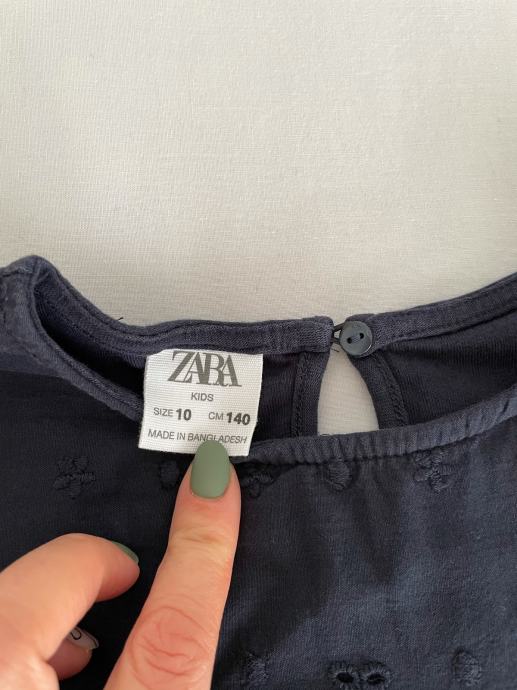 ZARA
KIDS
SIZE 10 CM 140
MADE IN BANGLADESH